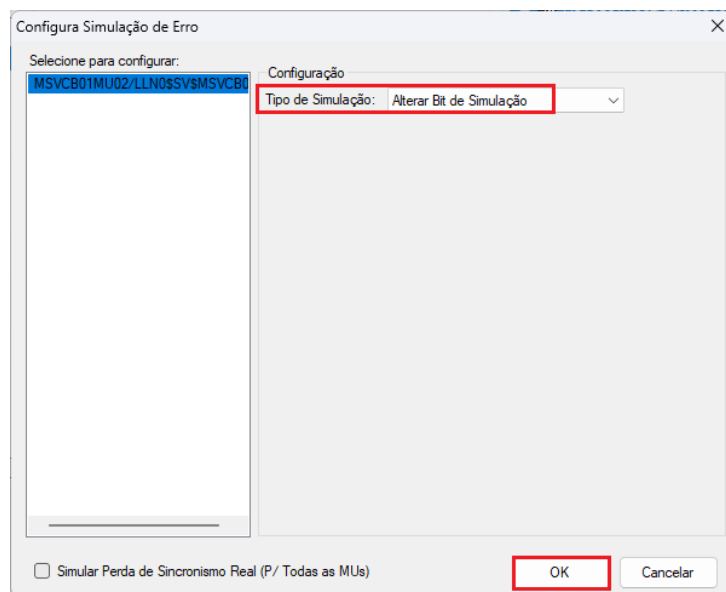 Configura Simulação de Erro
Selecione para configurar:
MSVCB01MU02/LLN0$SV$MSVCB0
Configuração
Tipo de Simulação: Alterar Bit de Simulação
Simular Perda de Sincronismo Real (P/ Todas as MUs)
OK
Cancelar